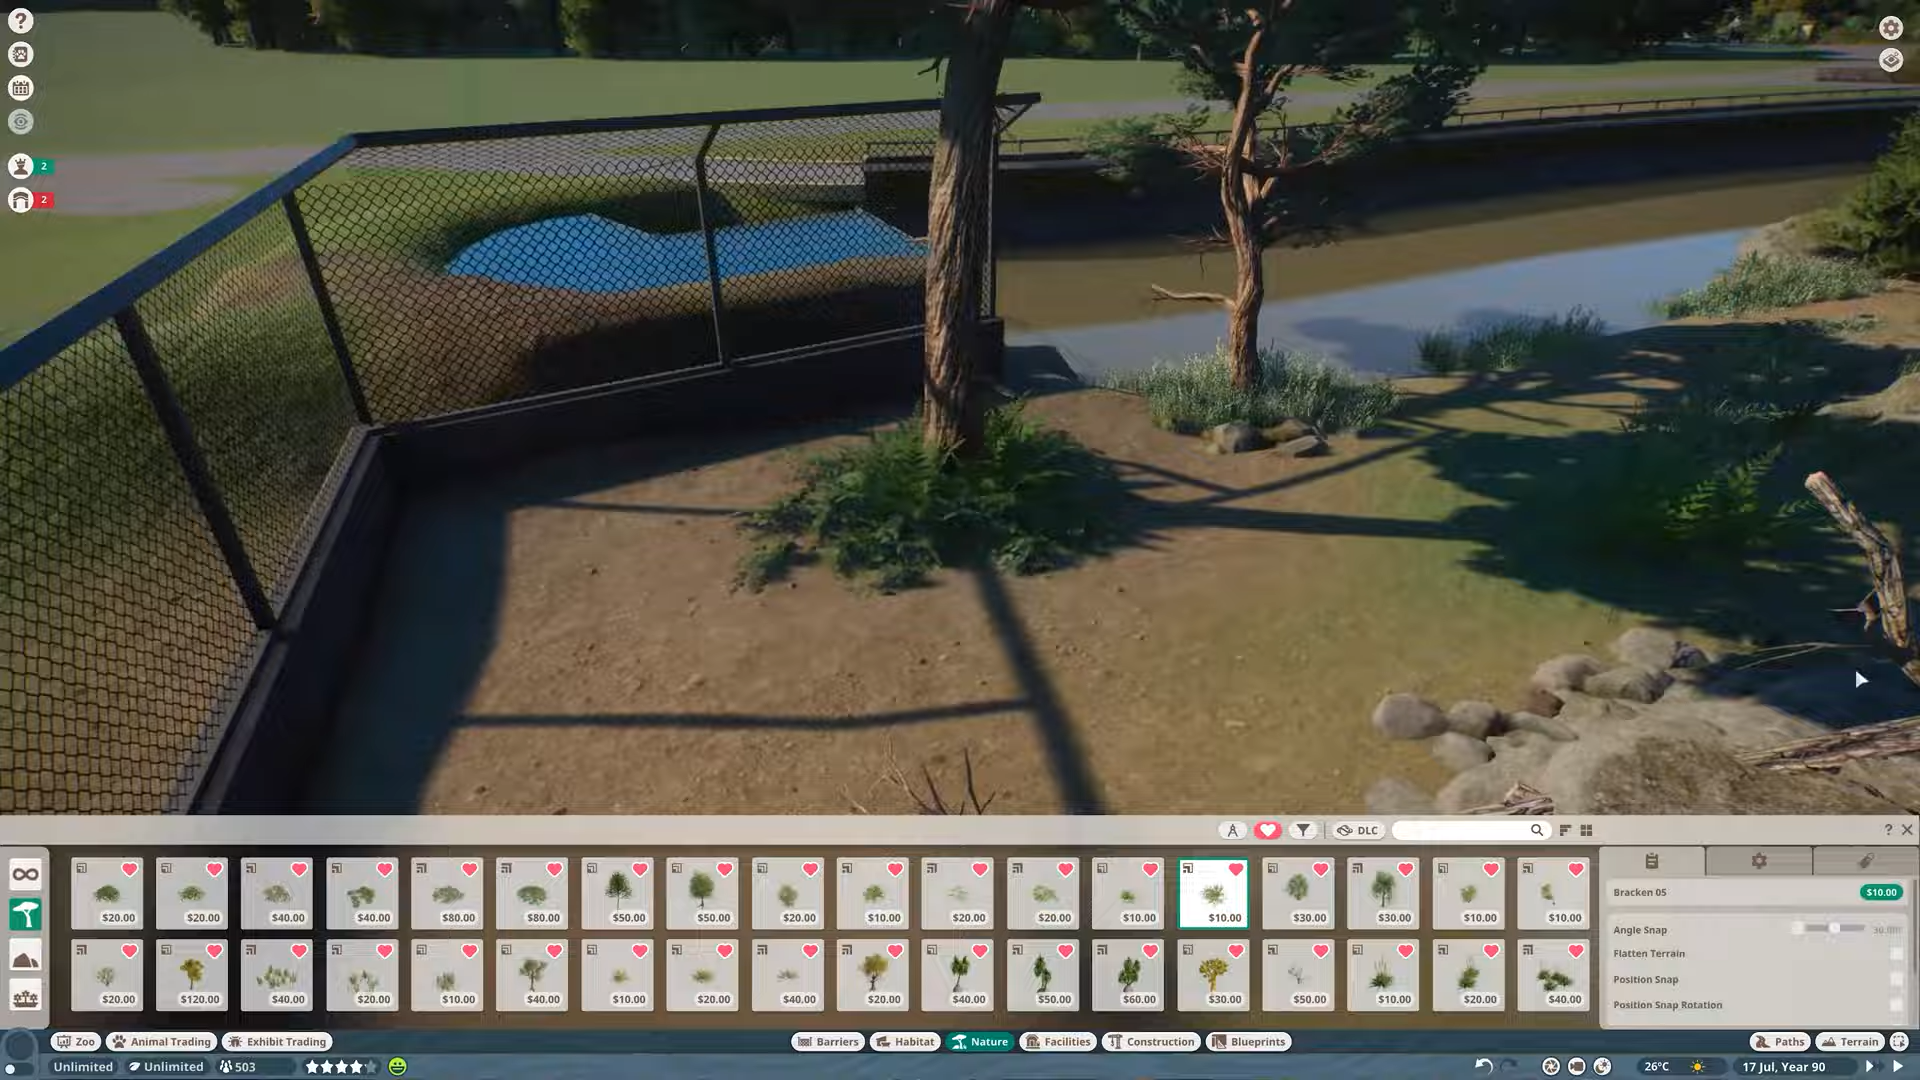 ?
2
2
DLC
?
$20.00 $20.00 $40.00 $40.00 $80.00 $80.00 $50.00 $50.00 $20.00 $10.00 $20.00 $20.00 $10.00 $10.00 $30.00 $30.00 $10.00 $10.00
$20.00 $120.00 $40.00 $20.00 $10.00 $40.00 $10.00 $20.00 $40.00 $20.00 $40.00 $50.00 $60.00 $30.00 $50.00 $10.00 $20.00 $40.00
Bracken 05 $10.00
Angle Snap
Flatten Terrain
Position Snap
Position Snap Rotation
Zoo Animal Trading Exhibit Trading Barriers Habitat Nature Facilities Construction Blueprints Paths Terrain
Unlimited Unlimited 503 26°C 17 Jul, Year 90